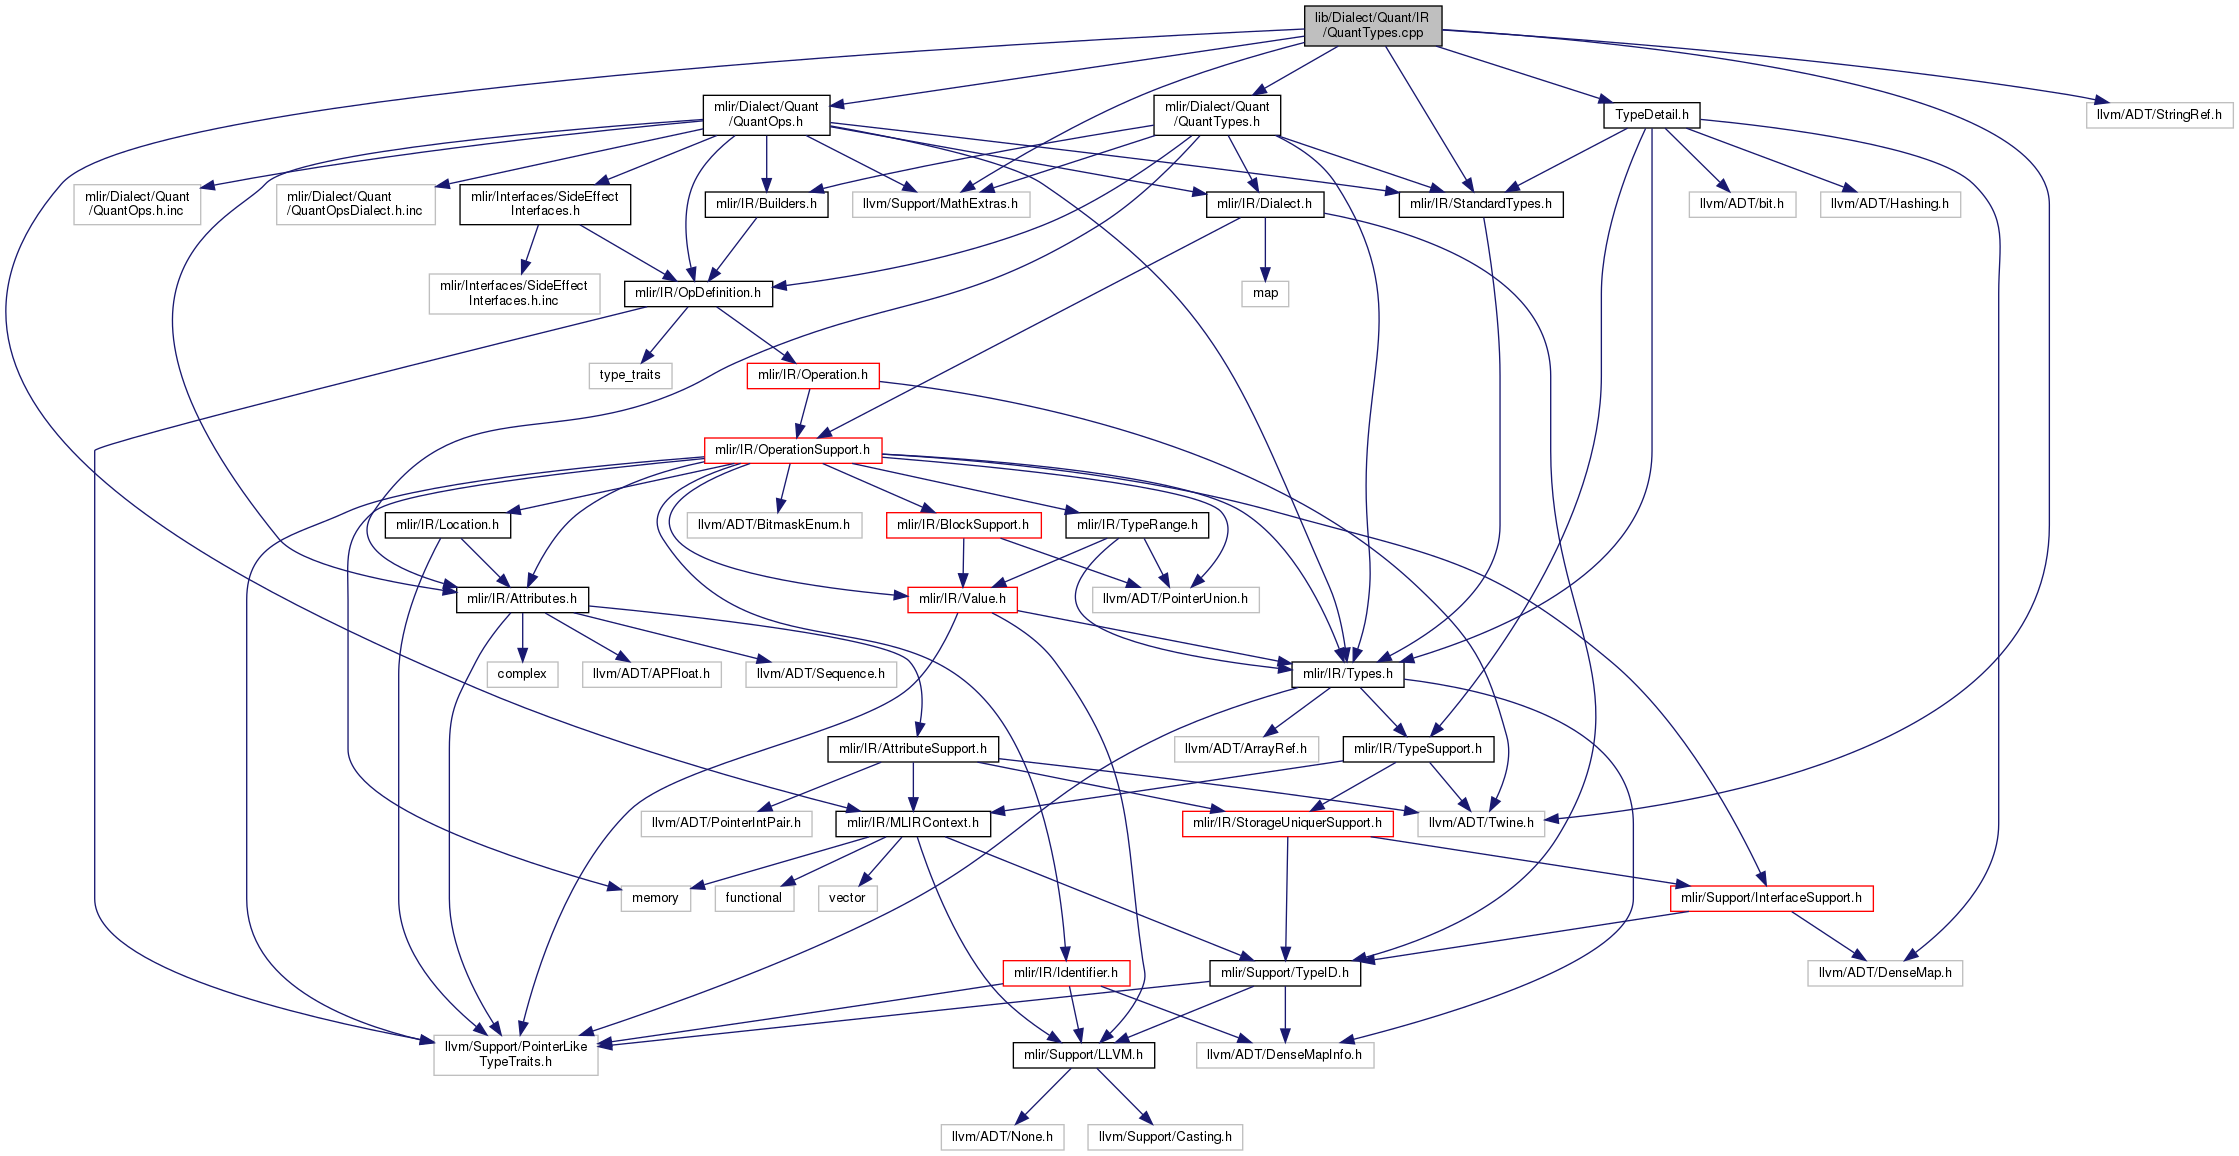 lib/Dialect/Quant/IR
/QuantTypes.cpp
mlir/Dialect/Quant
/QuantOps.h
mlir/Dialect/Quant
/QuantTypes.h
TypeDetail.h
llvm/ADT/StringRef.h
mlir/Dialect/Quant
/QuantOps.h.inc
mlir/Dialect/Quant
/QuantOpsDialect.h.inc
mlir/Interfaces/SideEffect
Interfaces.h
mlir/IR/Builders.h
llvm/Support/MathExtras.h
mlir/IR/Dialect.h
mlir/IR/StandardTypes.h
llvm/ADT/bit.h
llvm/ADT/Hashing.h
mlir/Interfaces/SideEffect
Interfaces.h.inc
mlir/IR/OpDefinition.h
map
type_traits
mlir/IR/Operation.h
mlir/IR/OperationSupport.h
mlir/IR/Location.h
llvm/ADT/BitmaskEnum.h
mlir/IR/BlockSupport.h
mlir/IR/TypeRange.h
mlir/IR/Attributes.h
mlir/IR/Value.h
llvm/ADT/PointerUnion.h
complex
llvm/ADT/APFloat.h
llvm/ADT/Sequence.h
mlir/IR/Types.h
mlir/IR/AttributeSupport.h
llvm/ADT/ArrayRef.h
mlir/IR/TypeSupport.h
llvm/ADT/PointerIntPair.h
mlir/IR/MLIRContext.h
mlir/IR/StorageUniquerSupport.h
llvm/ADT/Twine.h
memory
functional
vector
mlir/Support/InterfaceSupport.h
mlir/IR/Identifier.h
mlir/Support/TypeID.h
llvm/ADT/DenseMap.h
llvm/Support/PointerLike
TypeTraits.h
mlir/Support/LLVM.h
llvm/ADT/DenseMapInfo.h
llvm/ADT/None.h
llvm/Support/Casting.h